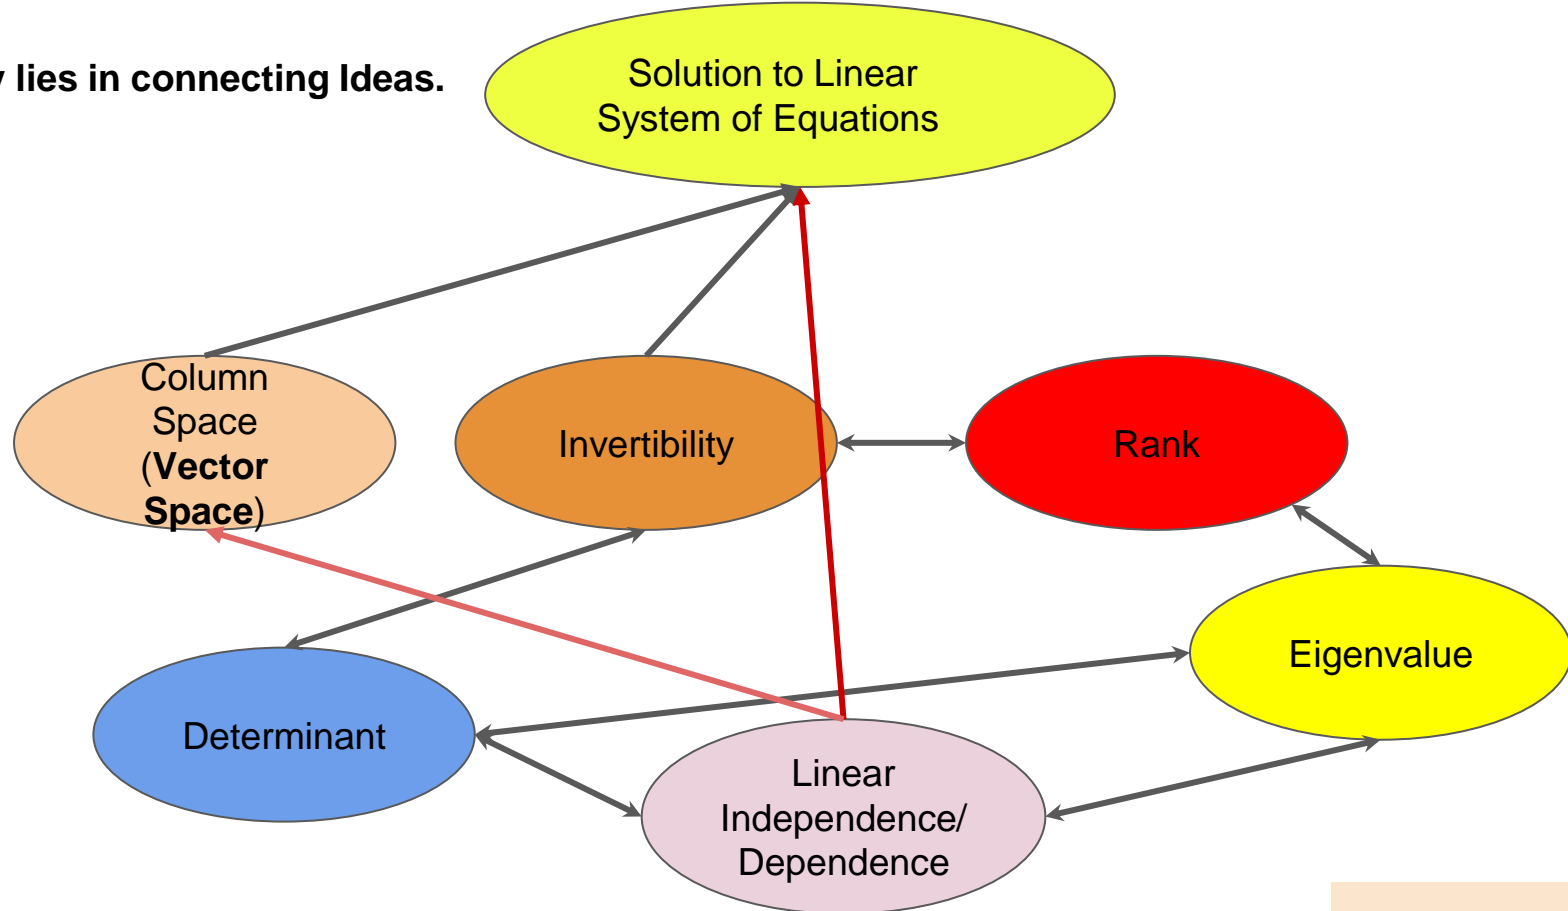 lies in connecting Ideas.
Solution to Linear
System of Equations
Column
Space
(Vector
Space)
Invertibility
Rank
Eigenvalue
Determinant
Linear
Independence/
Dependence